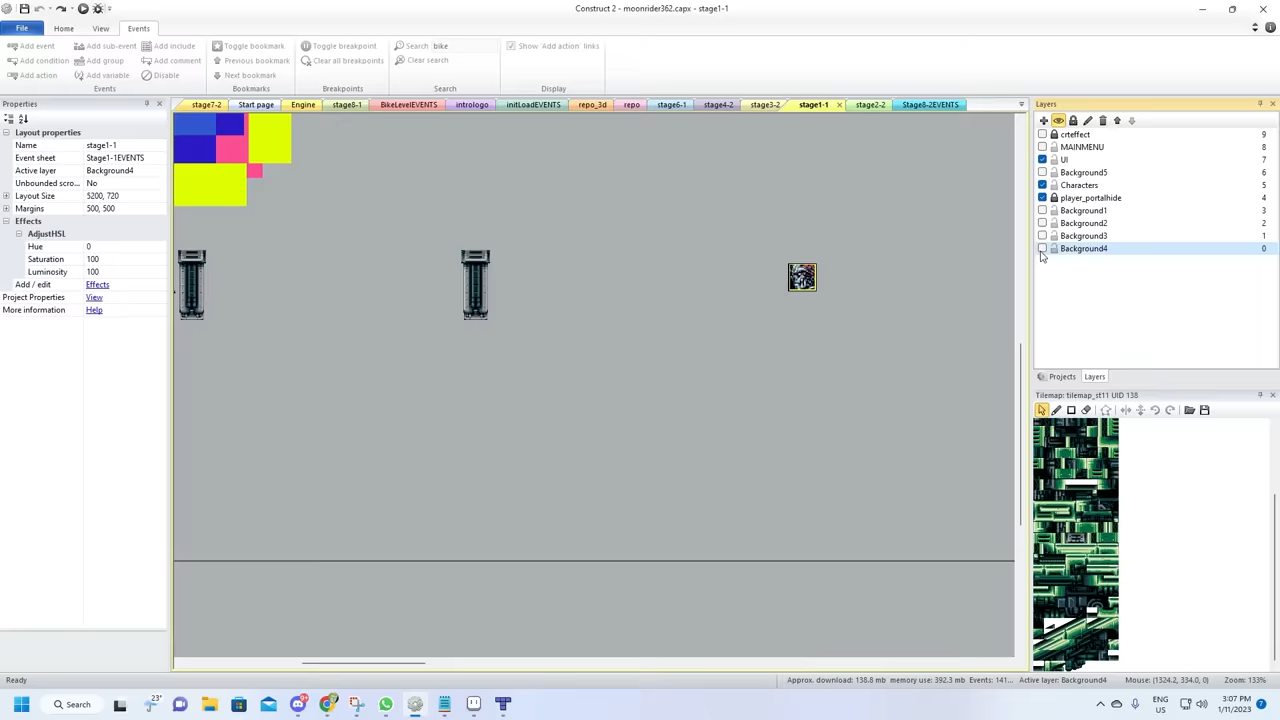 Construct 2 - moonrider362.capx - stage1-1
File Home View Events
Add event Add sub-event Add include Toggle bookmark Toggle breakpoint Search bike Show 'Add action' links
Add condition Add group Add comment Previous bookmark Clear all breakpoints Clear search
Add action Add variable Disable Next bookmark
Events Bookmarks Breakpoints Search Display
Properties
stage7-2 Start page Engine stage8-1 BikeLevelEVENTS intrologo initLoadEVENTS repo_3d repo stage6-1 stage4-2 stage3-2 stage1-1 stage2-2 Stage8-2EVENTS
Layout properties
Name stage1-1
Event sheet Stage1-1EVENTS
Active layer Background4
Unbounded scro... No
Layout Size 5200, 720
Margins 500, 500
Effects
AdjustHSL
Hue 0
Saturation 100
Luminosity 100
Add / edit Effects
Project Properties View
More information Help
Layers
crteffect 9
MAINMENU 8
UI 7
Background5 6
Characters 5
player_portalhide 4
Background1 3
Background2 2
Background3 1
Background4 0
Projects Layers
Tilemap: tilemap_st11 UID 138
Ready
Approx. download: 138.8 mb memory use: 392.3 mb Events: 141... Active layer: Background4 Mouse: (1324.2, 334.0, 0) Zoom: 133%
Search
23°
ENG
US
3:07 PM
1/11/2023